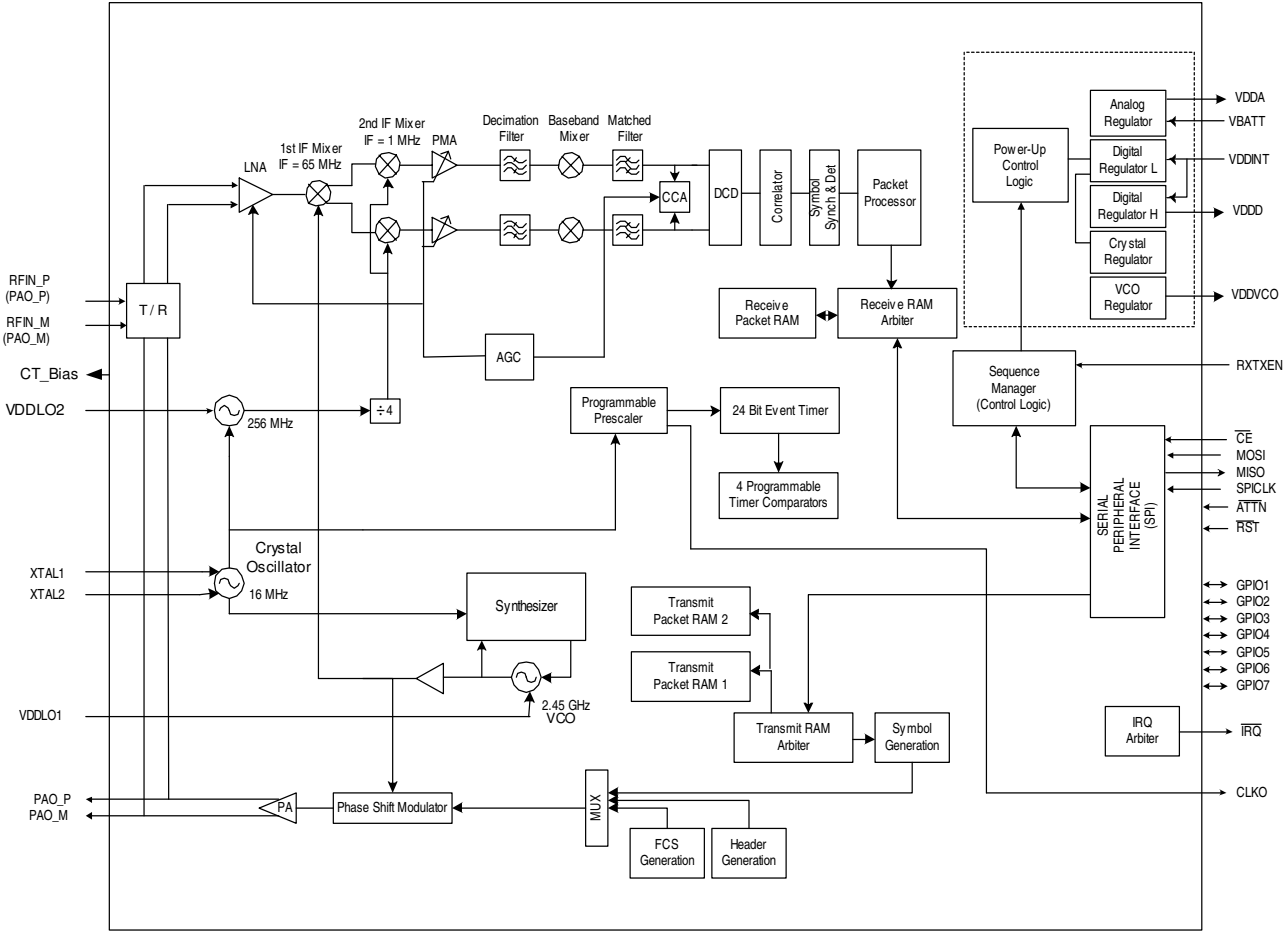 2nd IF Mixer
IF = 1 MHz
PMA
Decimation
Filter
Baseband
Mixer
Matched
Filter
1st IF Mixer
IF = 65 MHz
LNA
CCA
DCD
Correlator
Symbol
Synch & Det
Packet
Processor
Power-Up
Control
Logic
Analog
Regulator
Digital
Regulator L
Digital
Regulator H
Crystal
Regulator
VCO
Regulator
VDDA
VBATT
VDDINT
VDDD
VDDVCO
RFIN_P
(PAO_P)
RFIN_M
(PAO_M)
T / R
CT_Bias
VDDLO2
256 MHz
÷4
AGC
Receive
Packet RAM
Receive RAM
Arbiter
Sequence
Manager
(Control Logic)
RXTXEN
Programmable
Prescaler
24 Bit Event Timer
4 Programmable
Timer Comparators
SERIAL
PERIPHERAL
INTERFACE
(SPI)
CE
MOSI
MISO
SPICLK
ATTN
RST
Crystal
Oscillator
16 MHz
XTAL1
XTAL2
Synthesizer
2.45 GHz
VCO
VDDLO1
Transmit
Packet RAM 2
Transmit
Packet RAM 1
Transmit RAM
Arbiter
Symbol
Generation
GPIO1
GPIO2
GPIO3
GPIO4
GPIO5
GPIO6
GPIO7
IRQ
Arbiter
IRQ
CLKO
PAO_P
PAO_M
PA
Phase Shift Modulator
MUX
FCS
Generation
Header
Generation